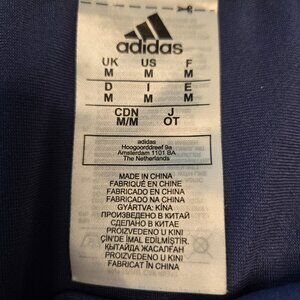 adidas
UK US F
M M M
D I E
M M M
CDN J
M/M OT
adidas
Hoogoorddreef 9a
Amsterdam 1101 BA
The Netherlands
MADE IN CHINA
FABRIQUÉ EN CHINE
FABRICADO EN CHINA
FABRICADO NA CHINA
GYÁRTVA: KÍNA
ПРОИЗВЕДЕНО В КИТАЙ
СДЕЛАНО В КИТАЕ
PROIZVEDENO U KINI
ÇİN'DE İMAL EDİLMİŞTİR.
ҚЫТАЙДА ЖАСАЛҒАН
PROIZVEDENO U KINI
FABRICAT ÎN CHINA